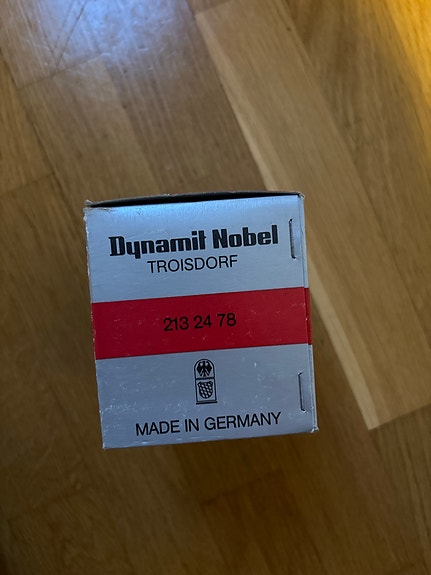 Dynamit Nobel
TROISDORF
213 24 78
MADE IN GERMANY